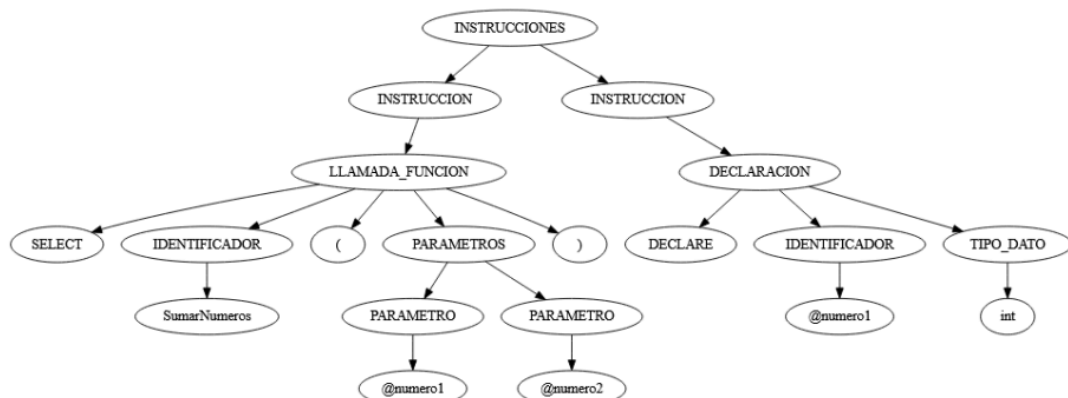 INSTRUCCIONES
INSTRUCCION
INSTRUCCION
LLAMADA_FUNCION
DECLARACION
SELECT
IDENTIFICADOR
(
PARAMETROS
)
DECLARE
IDENTIFICADOR
TIPO_DATO
SumarNumeros
PARAMETRO
PARAMETRO
@numero1
int
@numero1
@numero2